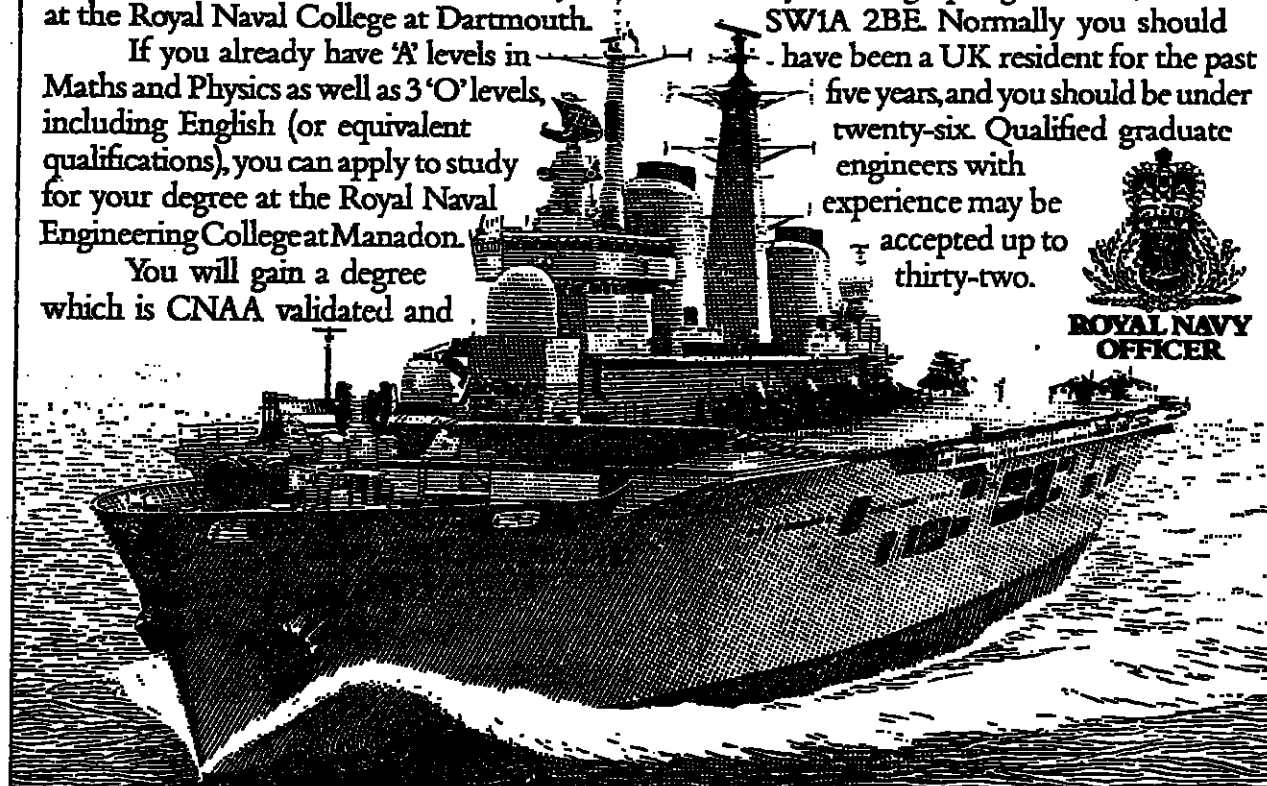 at the Royal Naval College at Dartmouth.
If you already have ‘A’ levels in
Maths and Physics as well as 3 ‘O’ levels,
including English (or equivalent
qualifications), you can apply to study
for your degree at the Royal Naval
Engineering College at Manadon.
You will gain a degree
which is CNAA validated and
SW1A 2BE. Normally you should
have been a UK resident for the past
five years, and you should be under
twenty-six. Qualified graduate
engineers with
experience may be
accepted up to
thirty-two.
ROYAL NAVY
OFFICER